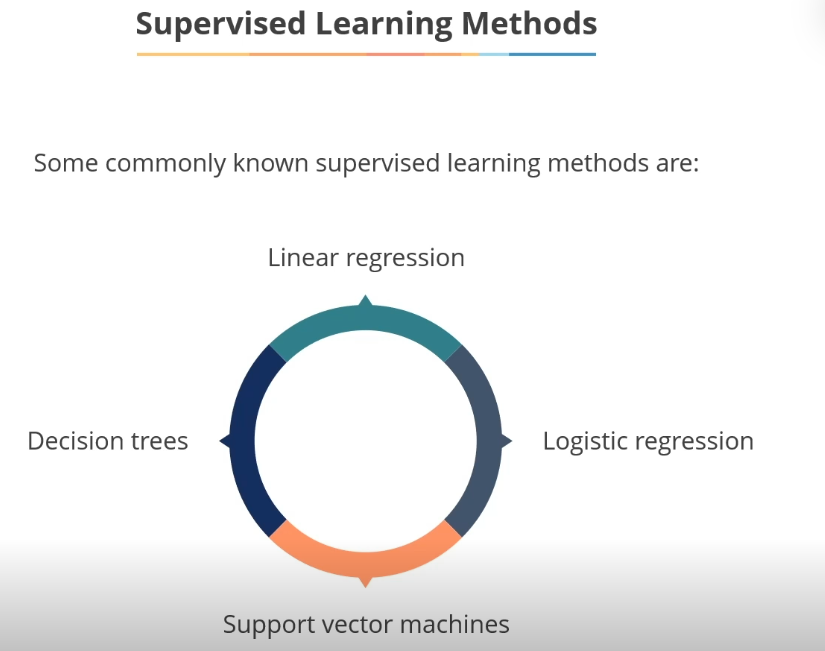 Supervised Learning Methods
Some commonly known supervised learning methods are:
Linear regression
Decision trees
Logistic regression
Support vector machines